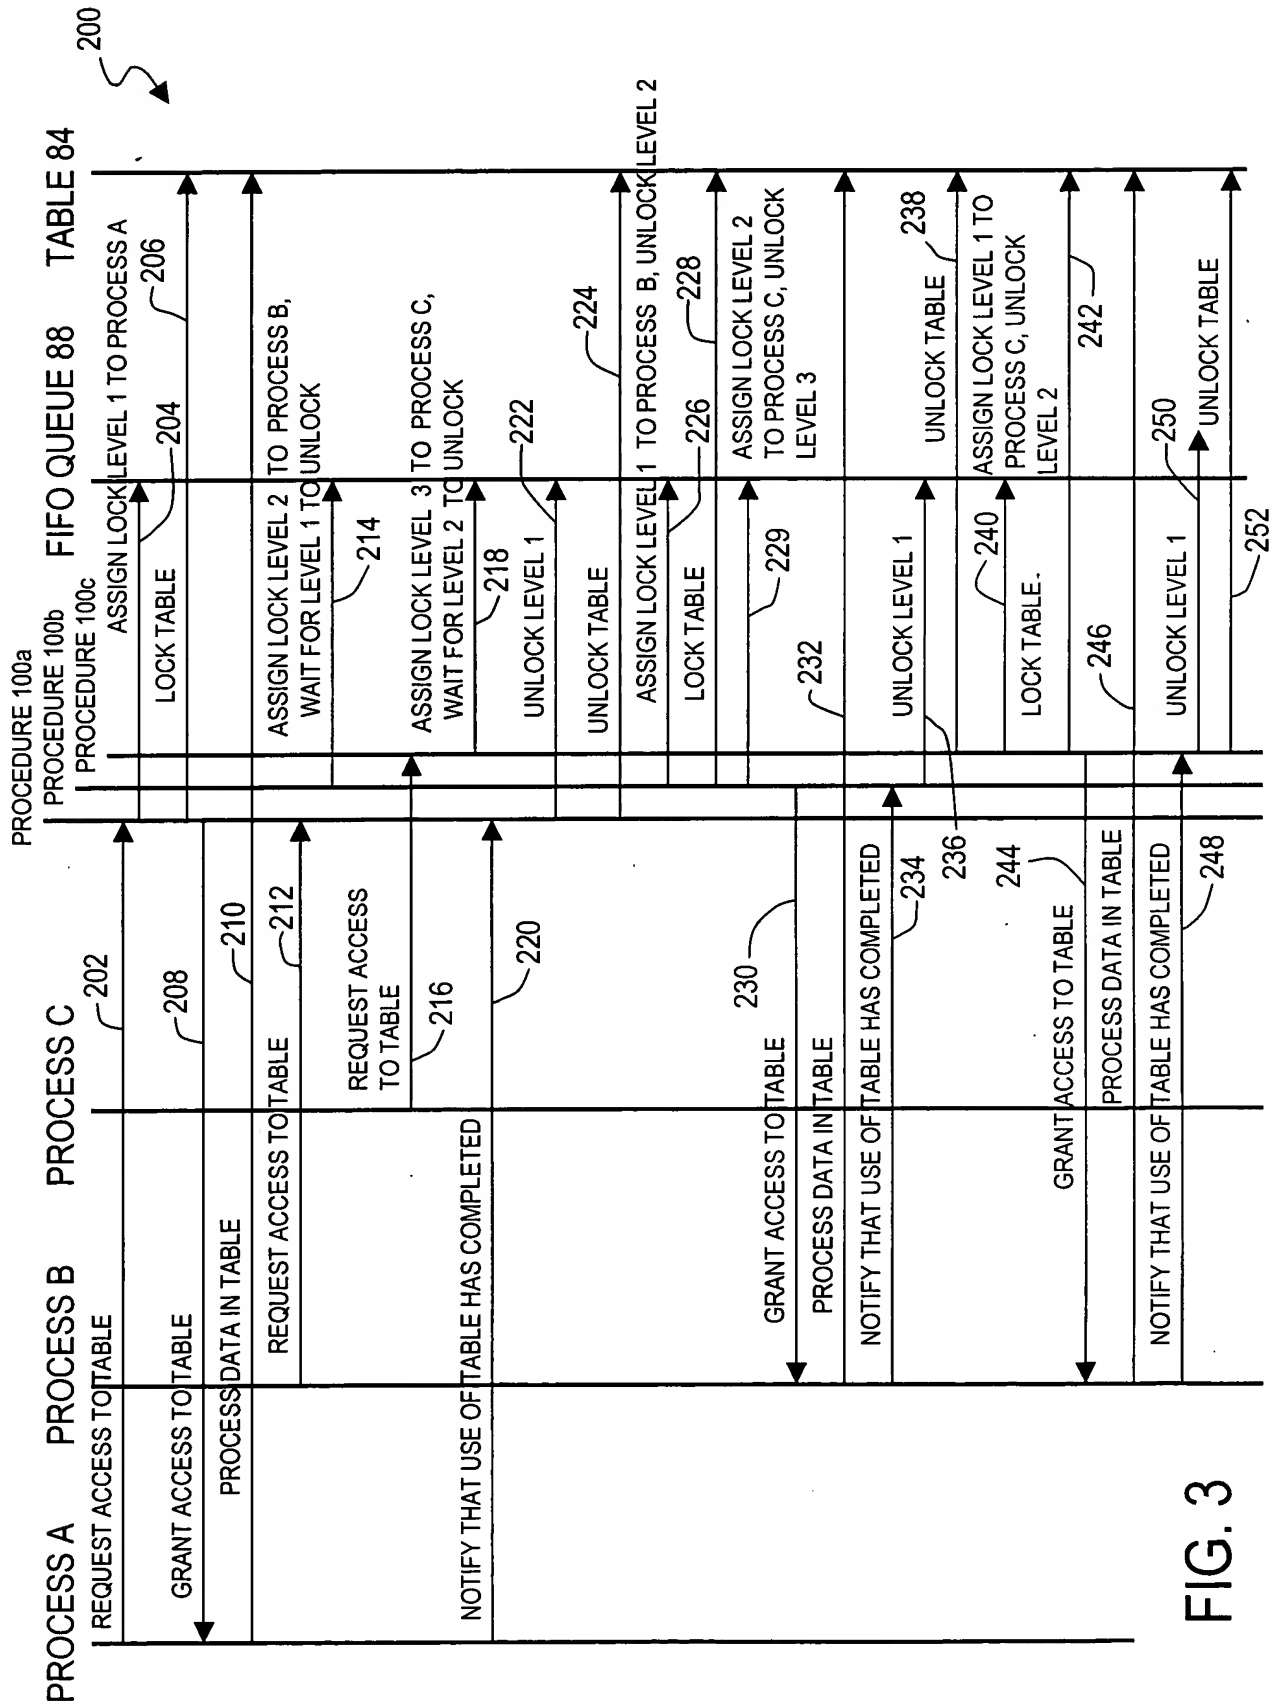 200
PROCEDURE 100a
PROCEDURE 100b
PROCEDURE 100c
PROCESS A
PROCESS B
PROCESS C
FIFO QUEUE 88
TABLE 84
REQUEST ACCESS TO TABLE
202
ASSIGN LOCK LEVEL 1 TO PROCESS A
204
LOCK TABLE
206
GRANT ACCESS TO TABLE
208
PROCESS DATA IN TABLE
210
REQUEST ACCESS TO TABLE
212
ASSIGN LOCK LEVEL 2 TO PROCESS B,
WAIT FOR LEVEL 1 TO UNLOCK
214
REQUEST ACCESS
TO TABLE
216
ASSIGN LOCK LEVEL 3 TO PROCESS C,
WAIT FOR LEVEL 2 TO UNLOCK
218
NOTIFY THAT USE OF TABLE HAS COMPLETED
220
UNLOCK LEVEL 1
222
UNLOCK TABLE
224
ASSIGN LOCK LEVEL 1 TO PROCESS B, UNLOCK LEVEL 2
226
LOCK TABLE
228
ASSIGN LOCK LEVEL 2
TO PROCESS C, UNLOCK
LEVEL 3
229
GRANT ACCESS TO TABLE
230
PROCESS DATA IN TABLE
232
NOTIFY THAT USE OF TABLE HAS COMPLETED
234
UNLOCK LEVEL 1
236
UNLOCK TABLE
238
ASSIGN LOCK LEVEL 1 TO
PROCESS C, UNLOCK
LEVEL 2
240
LOCK TABLE.
242
GRANT ACCESS TO TABLE
244
PROCESS DATA IN TABLE
246
NOTIFY THAT USE OF TABLE HAS COMPLETED
248
UNLOCK LEVEL 1
250
UNLOCK TABLE
252
FIG. 3